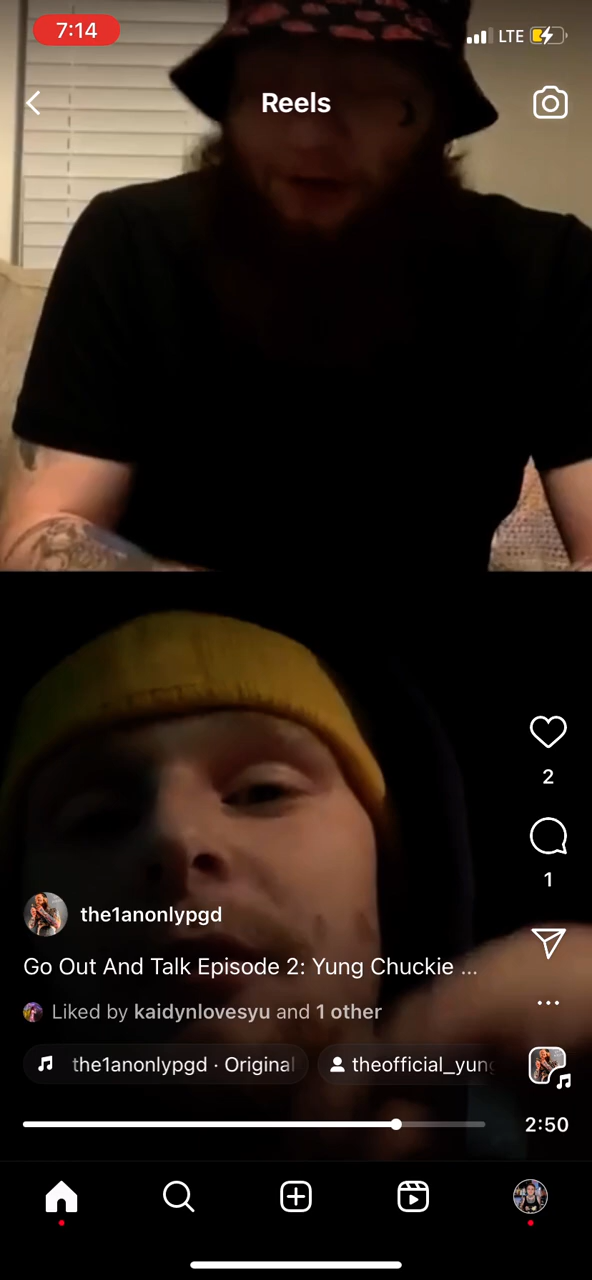 7:14
LTE
Reels
2
1
the1anonlypgd
Go Out And Talk Episode 2: Yung Chuckie ...
Liked by kaidynlovesyu and 1 other
the1anonlypgd · Original
theofficial_yung
2:50